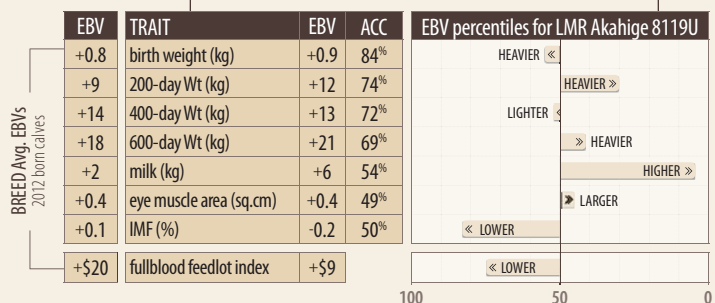 EBV TRAIT EBV ACC EBV percentiles for LMR Akahige 8119U
+0.8 birth weight (kg) +0.9 84% HEAVIER «
+9 200-day Wt (kg) +12 74% HEAVIER »
+14 400-day Wt (kg) +13 72% LIGHTER «
+18 600-day Wt (kg) +21 69% » HEAVIER
+2 milk (kg) +6 54% HIGHER »
+0.4 eye muscle area (sq.cm) +0.4 49% » LARGER
+0.1 IMF (%) -0.2 50% « LOWER
+$20 fullblood feedlot index +$9 « LOWER
100 50 0
BREED Avg. EBVs
2012 born calves